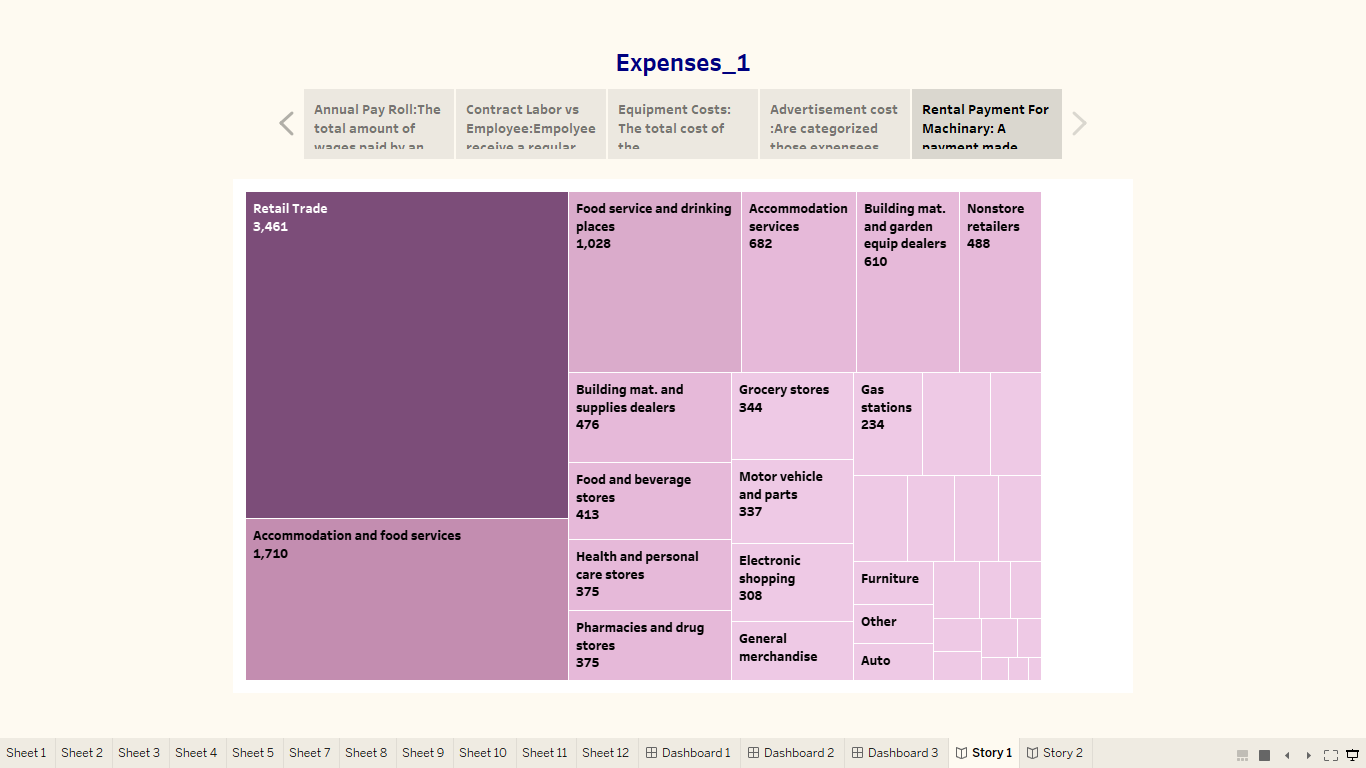 Expenses_1
Annual Pay Roll:The
total amount of
wages paid by an
Contract Labor vs
Employee:Empolyee
receive a regular
Equipment Costs:
The total cost of
the
Advertisement cost
:Are categorized
those expensees
Rental Payment For
Machinary: A
payment made
Retail Trade
3,461
Food service and drinking
places
1,028
Accommodation
services
682
Building mat.
and garden
equip dealers
610
Nonstore
retailers
488
Building mat. and
supplies dealers
476
Grocery stores
344
Gas
stations
234
Food and beverage
stores
413
Motor vehicle
and parts
337
Accommodation and food services
1,710
Health and personal
care stores
375
Electronic
shopping
308
Furniture
Other
Pharmacies and drug
stores
375
General
merchandise
Auto
Sheet 1 Sheet 2 Sheet 3 Sheet 4 Sheet 5 Sheet 7 Sheet 8 Sheet 9 Sheet 10 Sheet 11 Sheet 12 Dashboard 1 Dashboard 2 Dashboard 3 Story 1 Story 2